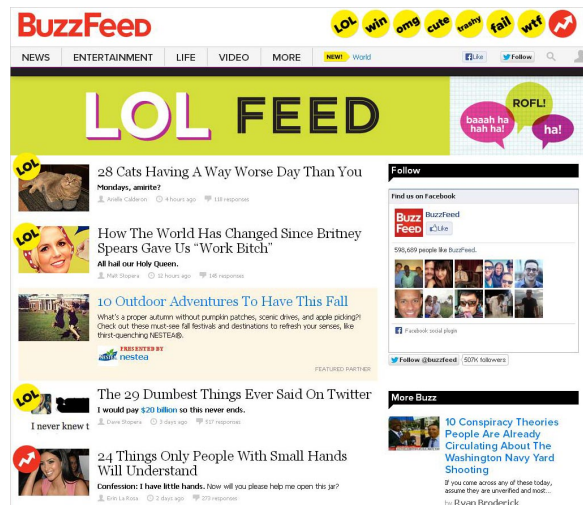 BuzzFeed
LOL win omg cute trashy fail wtf
NEWS ENTERTAINMENT LIFE VIDEO MORE NEW! World Like Follow
LOL FEED
baaah ha
hah ha!
ROFL!
ha!
LOL
28 Cats Having A Way Worse Day Than You
Mondays, amirite?
Arielle Calderon 4 hours ago 118 responses
LOL
How The World Has Changed Since Britney
Spears Gave Us “Work Bitch”
All hail our Holy Queen.
Matt Stopera 12 hours ago 145 responses
10 Outdoor Adventures To Have This Fall
What's a proper autumn without pumpkin patches, scenic drives, and apple picking?!
Check out these must-see fall festivals and destinations to refresh your senses, like
thirst-quenching NESTEA®.
PRESENTED BY
nestea
FEATURED PARTNER
LOL
I never knew t
The 29 Dumbest Things Ever Said On Twitter
I would pay $20 billion so this never ends.
Dave Stopera 3 days ago 517 responses
24 Things Only People With Small Hands
Will Understand
Confession: I have little hands. Now will you please help me open this jar?
Erin La Rosa 2 days ago 273 responses
Follow
Find us on Facebook
Buzz
Feed
BuzzFeed
Like
598,689 people like BuzzFeed.
Facebook social plugin
Follow @buzzfeed 507K followers
More Buzz
10 Conspiracy Theories
People Are Already
Circulating About The
Washington Navy Yard
Shooting
If you come across any of these today,
assume they are unverified and most...
by Ryan Broderick